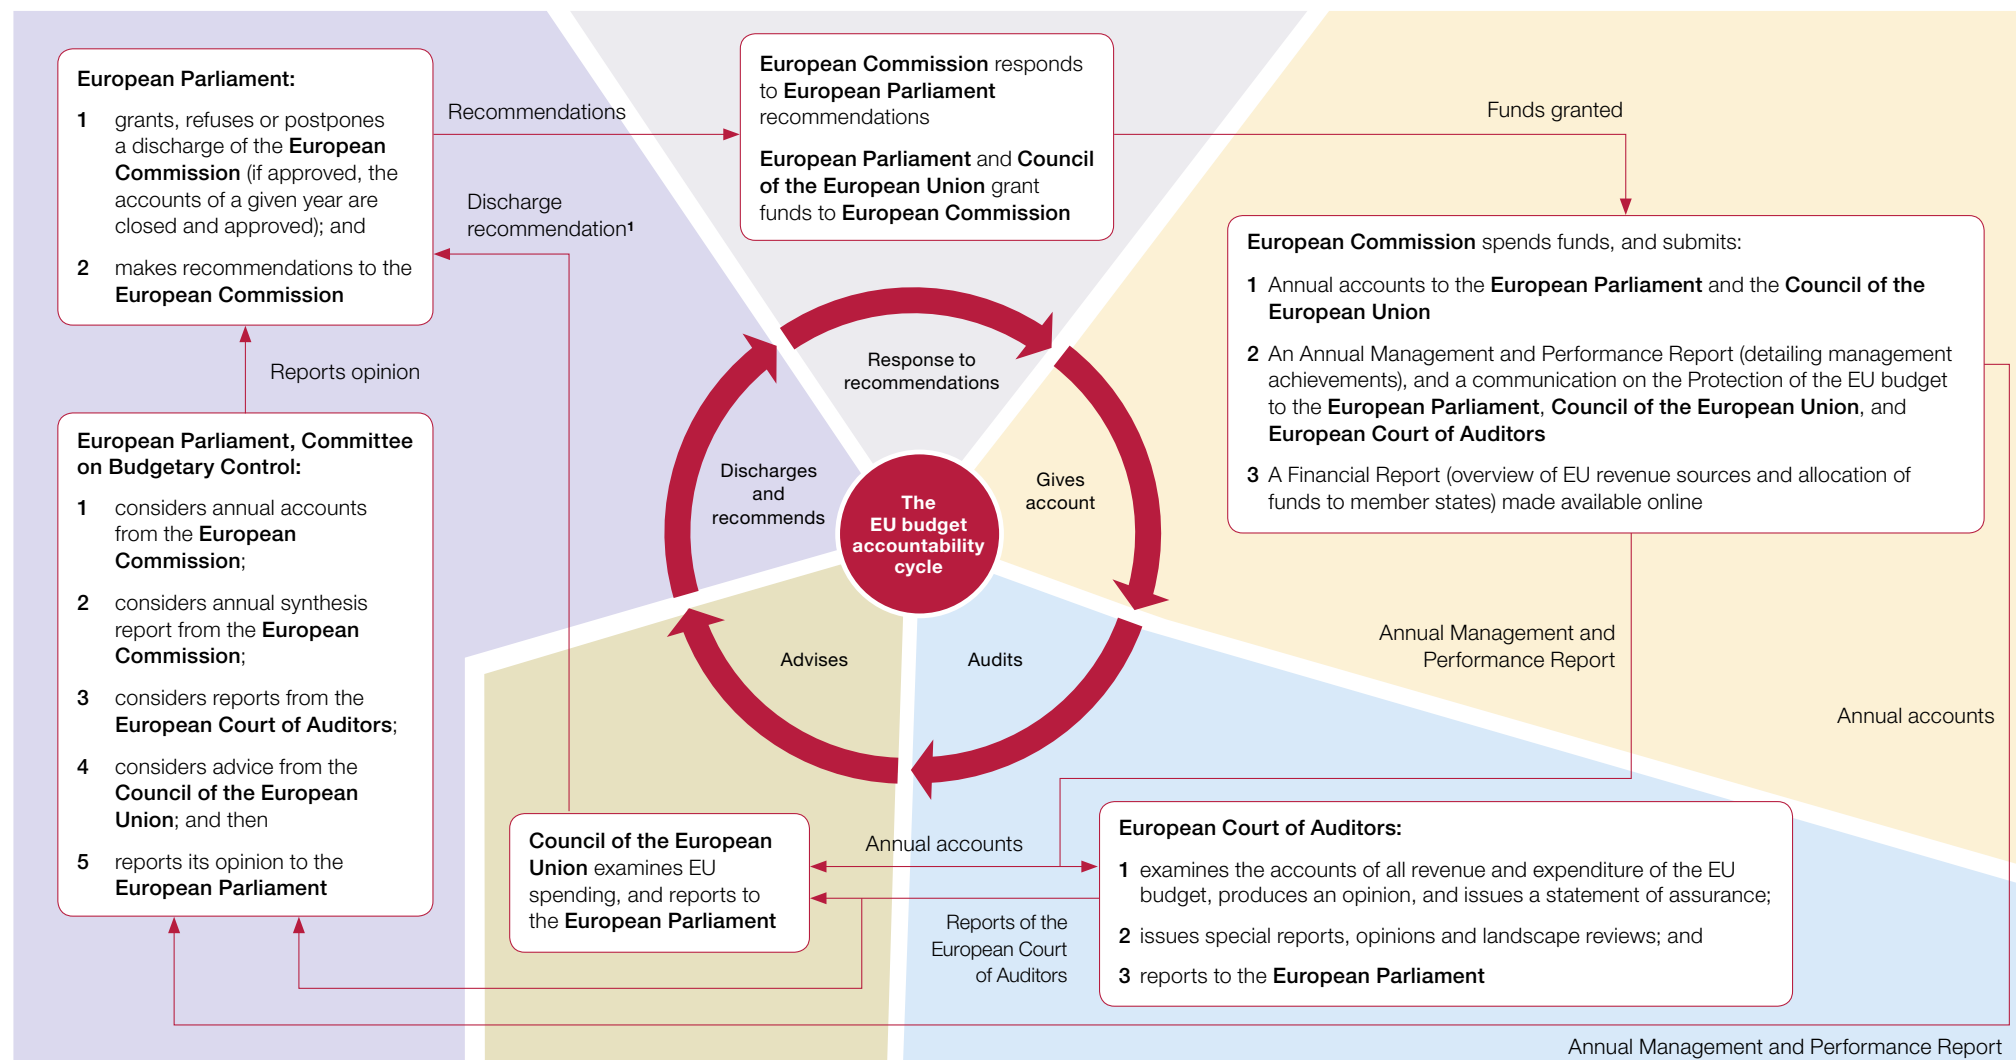 European Parliament:
1 grants, refuses or postpones
a discharge of the European
Commission (if approved, the
accounts of a given year are
closed and approved); and
2 makes recommendations to the
European Commission
Recommendations
Discharge
recommendation1
European Commission responds
to European Parliament
recommendations
European Parliament and Council
of the European Union grant
funds to European Commission
Funds granted
European Commission spends funds, and submits:
1 Annual accounts to the European Parliament and the Council of the
European Union
2 An Annual Management and Performance Report (detailing management
achievements), and a communication on the Protection of the EU budget
to the European Parliament, Council of the European Union, and
European Court of Auditors
3 A Financial Report (overview of EU revenue sources and allocation of
funds to member states) made available online
Reports opinion
European Parliament, Committee
on Budgetary Control:
1 considers annual accounts
from the European
Commission;
2 considers annual synthesis
report from the European
Commission;
3 considers reports from the
European Court of Auditors;
4 considers advice from the
Council of the European
Union; and then
5 reports its opinion to the
European Parliament
Response to
recommendations
Discharges
and
recommends
Gives
account
The
EU budget
accountability
cycle
Advises
Audits
Annual Management and
Performance Report
Annual accounts
Council of the European
Union examines EU
spending, and reports to
the European Parliament
Annual accounts
Reports of the
European Court
of Auditors
European Court of Auditors:
1 examines the accounts of all revenue and expenditure of the EU
budget, produces an opinion, and issues a statement of assurance;
2 issues special reports, opinions and landscape reviews; and
3 reports to the European Parliament
Annual Management and Performance Report